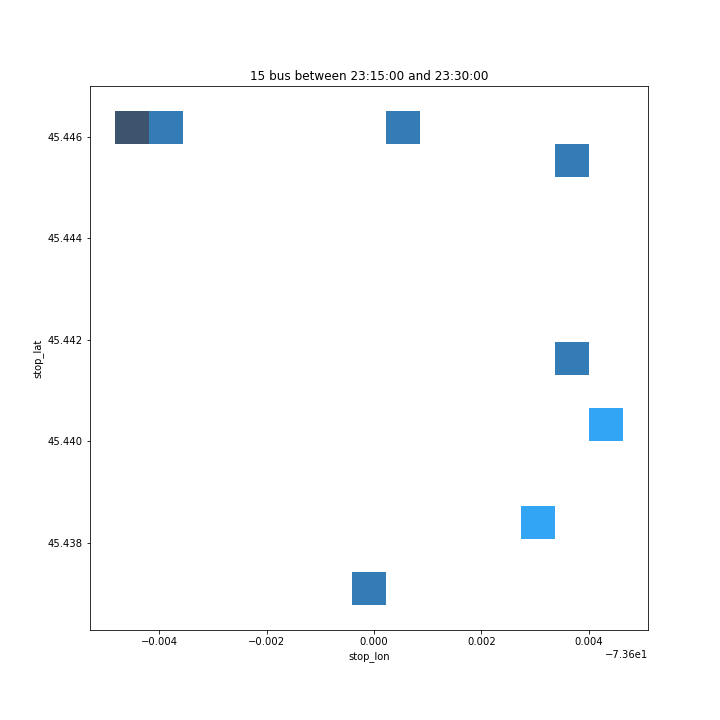 15 bus between 23:15:00 and 23:30:00
45.446
45.444
45.442
45.440
45.438
stop_lat
−0.004 −0.002 0.000 0.002 0.004
−7.36e1
stop_lon